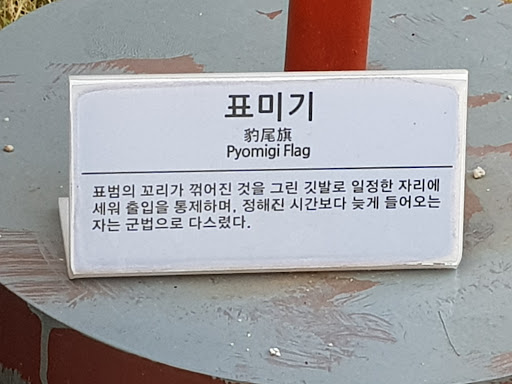 표미기
豹尾旗
Pyomigi Flag
표범의 꼬리가 꺾어진 것을 그린 깃발로 일정한 자리에
세워 출입을 통제하며, 정해진 시간보다 늦게 들어오는
자는 군법으로 다스렸다.